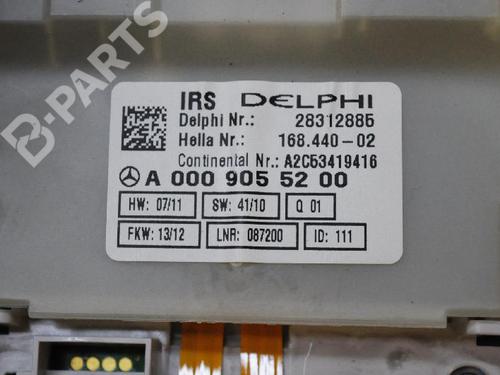 B-PARTS
IRS DELPHI
Delphi Nr.: 28312885
Hella Nr.: 168.440-02
Continental Nr.: A2C53419416
A 000 905 52 00
HW: 07/11 SW: 41/10 Q 01
FKW: 13/12 LNR: 087200 ID: 111